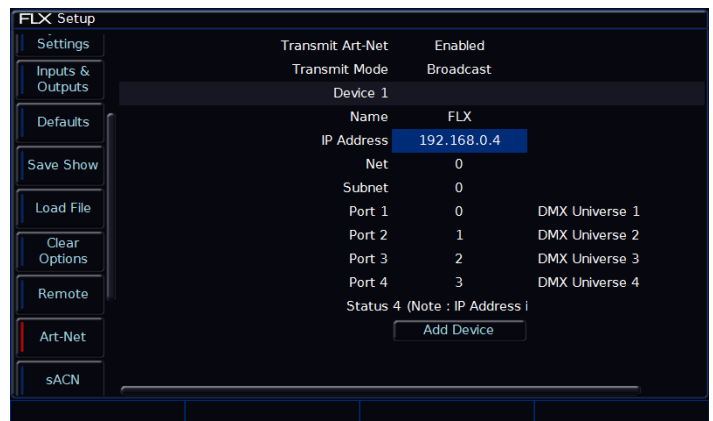 FLX Setup
Settings
Inputs &
Outputs
Defaults
Save Show
Load File
Clear
Options
Remote
Art-Net
sACN
Transmit Art-Net Enabled
Transmit Mode Broadcast
Device 1
Name FLX
IP Address 192.168.0.4
Net 0
Subnet 0
Port 1 0 DMX Universe 1
Port 2 1 DMX Universe 2
Port 3 2 DMX Universe 3
Port 4 3 DMX Universe 4
Status 4 (Note : IP Address i
Add Device